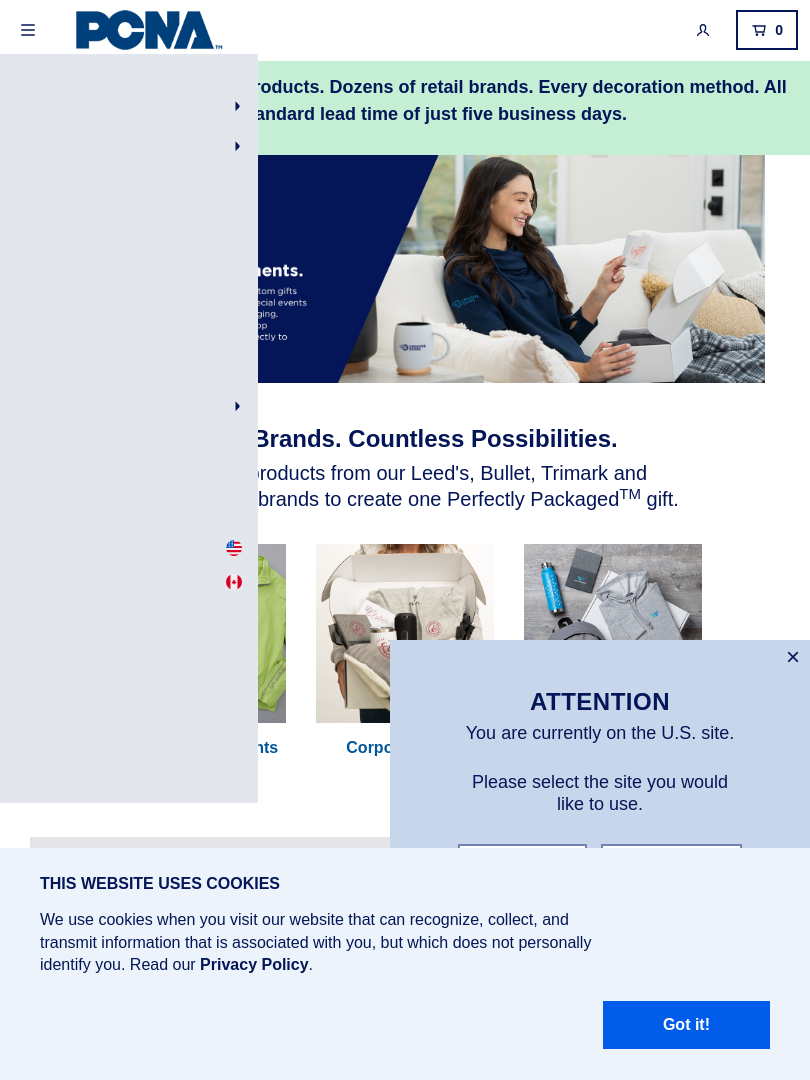 PCNA™
0
roducts. Dozens of retail brands. Every decoration method. All
andard lead time of just five business days.
ments.
tom gifts
ecial events
ging.
op
ectly to
Brands. Countless Possibilities.
products from our Leed's, Bullet, Trimark and
brands to create one Perfectly Packaged™ gift.
nts
Corpo
ATTENTION
You are currently on the U.S. site.
Please select the site you would
like to use.
THIS WEBSITE USES COOKIES
We use cookies when you visit our website that can recognize, collect, and
transmit information that is associated with you, but which does not personally
identify you. Read our Privacy Policy.
Got it!